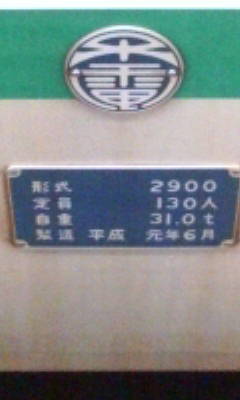 形式 2900
定員 130人
自重 31.0t
製造 平成 元年6月